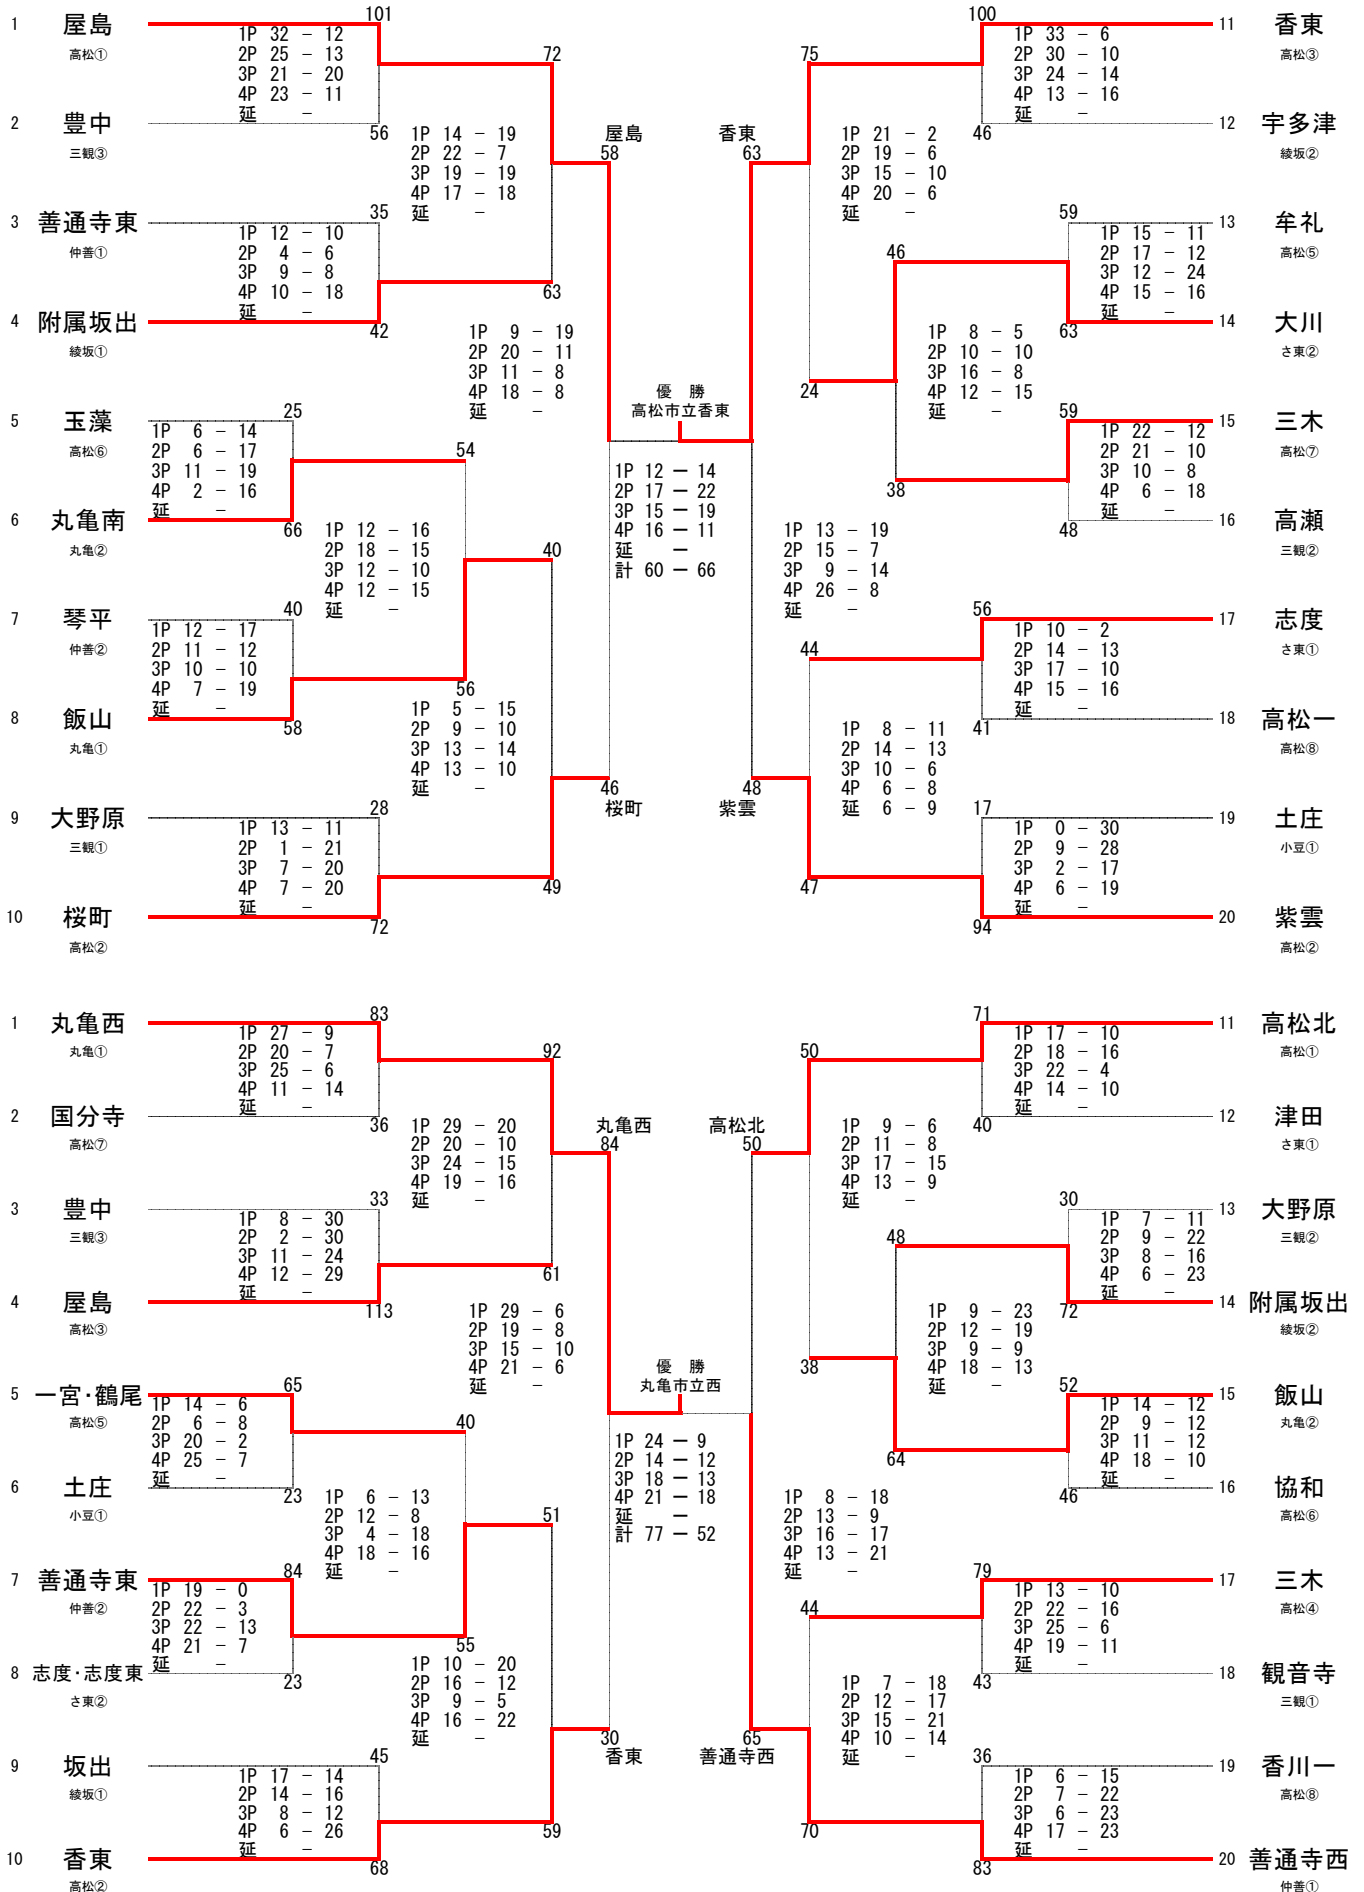 1 屋島 高松①
2 豊中 三観③
101
1P 32 − 12
2P 25 − 13
3P 21 − 20
4P 23 − 11
延 −
56
3 善通寺東 仲善①
4 附属坂出 綾坂①
35
1P 12 − 10
2P 4 − 6
3P 9 − 8
4P 10 − 18
延 −
42
72
1P 14 − 19
2P 22 − 7
3P 19 − 19
4P 17 − 18
延 −
63
5 玉藻 高松⑥
6 丸亀南 丸亀②
25
1P 6 − 14
2P 6 − 17
3P 11 − 19
4P 2 − 16
延 −
66
7 琴平 仲善②
8 飯山 丸亀①
40
1P 12 − 17
2P 11 − 12
3P 10 − 10
4P 7 − 19
延 −
58
54
1P 12 − 16
2P 18 − 15
3P 12 − 10
4P 12 − 15
延 −
56
9 大野原 三観①
10 桜町 高松②
28
1P 13 − 11
2P 1 − 21
3P 7 − 20
4P 7 − 20
延 −
72
40
1P 5 − 15
2P 9 − 10
3P 13 − 14
4P 13 − 10
延 −
49
屋島
58
1P 9 − 19
2P 20 − 11
3P 11 − 8
4P 18 − 8
延 −
46
桜町
優 勝
高松市立香東
1P 12 − 14
2P 17 − 22
3P 15 − 19
4P 16 − 11
延 −
計 60 − 66
香東
63
1P 13 − 19
2P 15 − 7
3P 9 − 14
4P 26 − 8
延 −
48
紫雲
75
1P 21 − 2
2P 19 − 6
3P 15 − 10
4P 20 − 6
延 −
24
100
1P 33 − 6
2P 30 − 10
3P 24 − 14
4P 13 − 16
延 −
46
11 香東 高松③
12 宇多津 綾坂②
46
1P 8 − 5
2P 10 − 10
3P 16 − 8
4P 12 − 15
延 −
38
59
1P 15 − 11
2P 17 − 12
3P 12 − 24
4P 15 − 16
延 −
63
13 牟礼 高松⑤
14 大川 さ東②
59
1P 22 − 12
2P 21 − 10
3P 10 − 8
4P 6 − 18
延 −
48
15 三木 高松⑦
16 高瀬 三観②
44
1P 8 − 11
2P 14 − 13
3P 10 − 6
4P 6 − 8
延 6 − 9
47
56
1P 10 − 2
2P 14 − 13
3P 17 − 10
4P 15 − 16
延 −
41
17 志度 さ東①
18 高松一 高松⑧
17
1P 0 − 30
2P 9 − 28
3P 2 − 17
4P 6 − 19
延 −
94
19 土庄 小豆①
20 紫雲 高松②
1 丸亀西 丸亀①
2 国分寺 高松⑦
83
1P 27 − 9
2P 20 − 7
3P 25 − 6
4P 11 − 14
延 −
36
3 豊中 三観③
4 屋島 高松③
33
1P 8 − 30
2P 2 − 30
3P 11 − 24
4P 12 − 29
延 −
113
92
1P 29 − 20
2P 20 − 10
3P 24 − 15
4P 19 − 16
延 −
61
5 一宮・鶴尾 高松⑤
6 土庄 小豆①
65
1P 14 − 6
2P 6 − 8
3P 20 − 2
4P 25 − 7
延 −
23
7 善通寺東 仲善②
8 志度・志度東 さ東②
84
1P 19 − 0
2P 22 − 3
3P 22 − 13
4P 21 − 7
延 −
23
40
1P 6 − 13
2P 12 − 8
3P 4 − 18
4P 18 − 16
延 −
55
9 坂出 綾坂①
10 香東 高松②
45
1P 17 − 14
2P 14 − 16
3P 8 − 12
4P 6 − 26
延 −
68
51
1P 10 − 20
2P 16 − 12
3P 9 − 5
4P 16 − 22
延 −
59
丸亀西
84
1P 29 − 6
2P 19 − 8
3P 15 − 10
4P 21 − 6
延 −
30
香東
優 勝
丸亀市立西
1P 24 − 9
2P 14 − 12
3P 18 − 13
4P 21 − 18
延 −
計 77 − 52
高松北
50
1P 8 − 18
2P 13 − 9
3P 16 − 17
4P 13 − 21
延 −
65
善通寺西
50
1P 9 − 6
2P 11 − 8
3P 17 − 15
4P 13 − 9
延 −
38
71
1P 17 − 10
2P 18 − 16
3P 22 − 4
4P 14 − 10
延 −
40
11 高松北 高松①
12 津田 さ東①
48
1P 9 − 23
2P 12 − 19
3P 9 − 9
4P 18 − 13
延 −
64
30
1P 7 − 11
2P 9 − 22
3P 8 − 16
4P 6 − 23
延 −
72
13 大野原 三観②
14 附属坂出 綾坂②
52
1P 14 − 12
2P 9 − 12
3P 11 − 12
4P 18 − 10
延 −
46
15 飯山 丸亀②
16 協和 高松⑥
44
1P 7 − 18
2P 12 − 17
3P 15 − 21
4P 10 − 14
延 −
70
79
1P 13 − 10
2P 22 − 16
3P 25 − 6
4P 19 − 11
延 −
43
17 三木 高松④
18 観音寺 三観①
36
1P 6 − 15
2P 7 − 22
3P 6 − 23
4P 17 − 23
延 −
83
19 香川一 高松⑧
20 善通寺西 仲善①